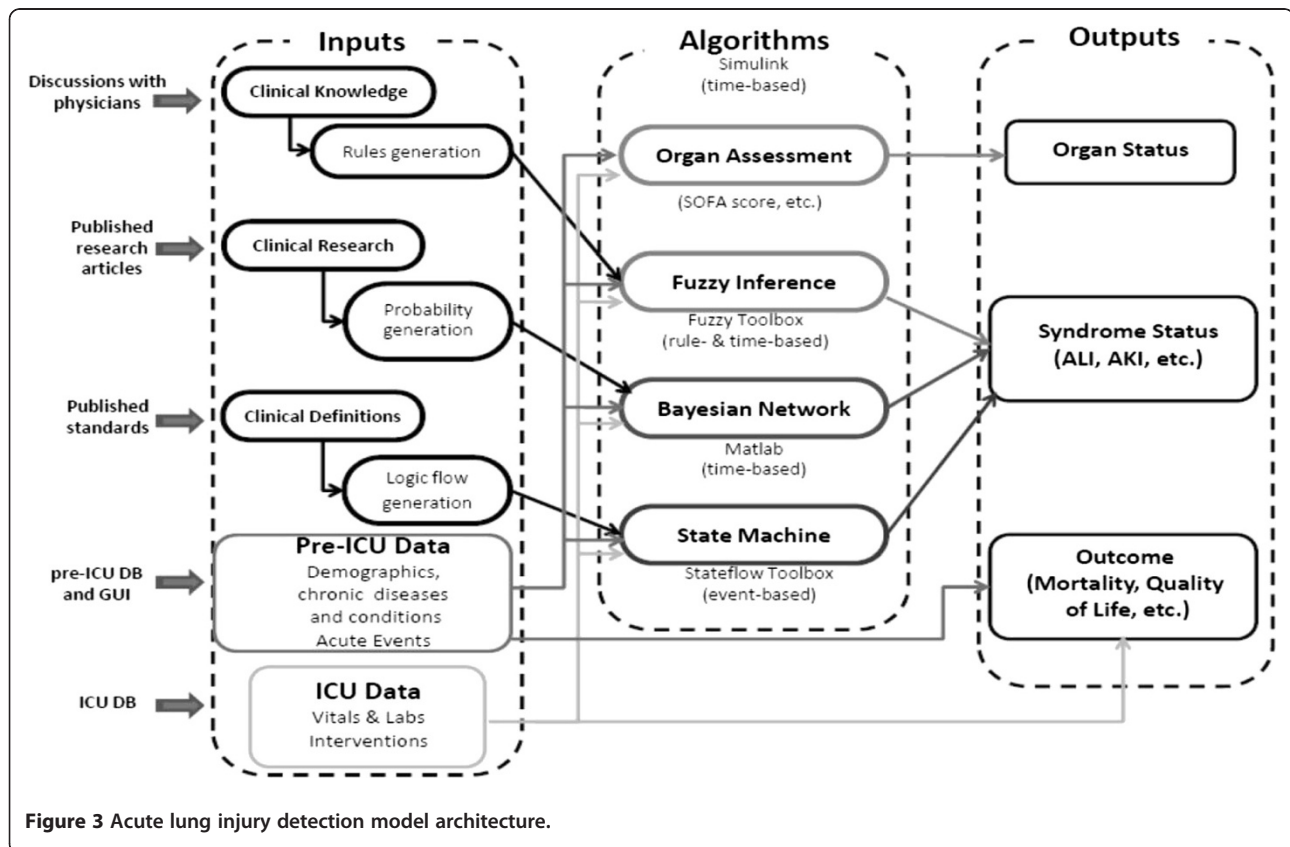 Inputs
Algorithms
Outputs
Discussions with
physicians
Clinical Knowledge
Rules generation
Published
research
articles
Clinical Research
Probability
generation
Published
standards
Clinical Definitions
Logic flow
generation
pre-ICU DB
and GUI
Pre-ICU Data
Demographics,
chronic diseases
and conditions
Acute Events
ICU DB
ICU Data
Vitals & Labs
Interventions
Simulink
(time-based)
Organ Assessment
(SOFA score, etc.)
Fuzzy Inference
Fuzzy Toolbox
(rule- & time-based)
Bayesian Network
Matlab
(time-based)
State Machine
Stateflow Toolbox
(event-based)
Organ Status
Syndrome Status
(ALI, AKI, etc.)
Outcome
(Mortality, Quality
of Life, etc.)
Figure 3 Acute lung injury detection model architecture.